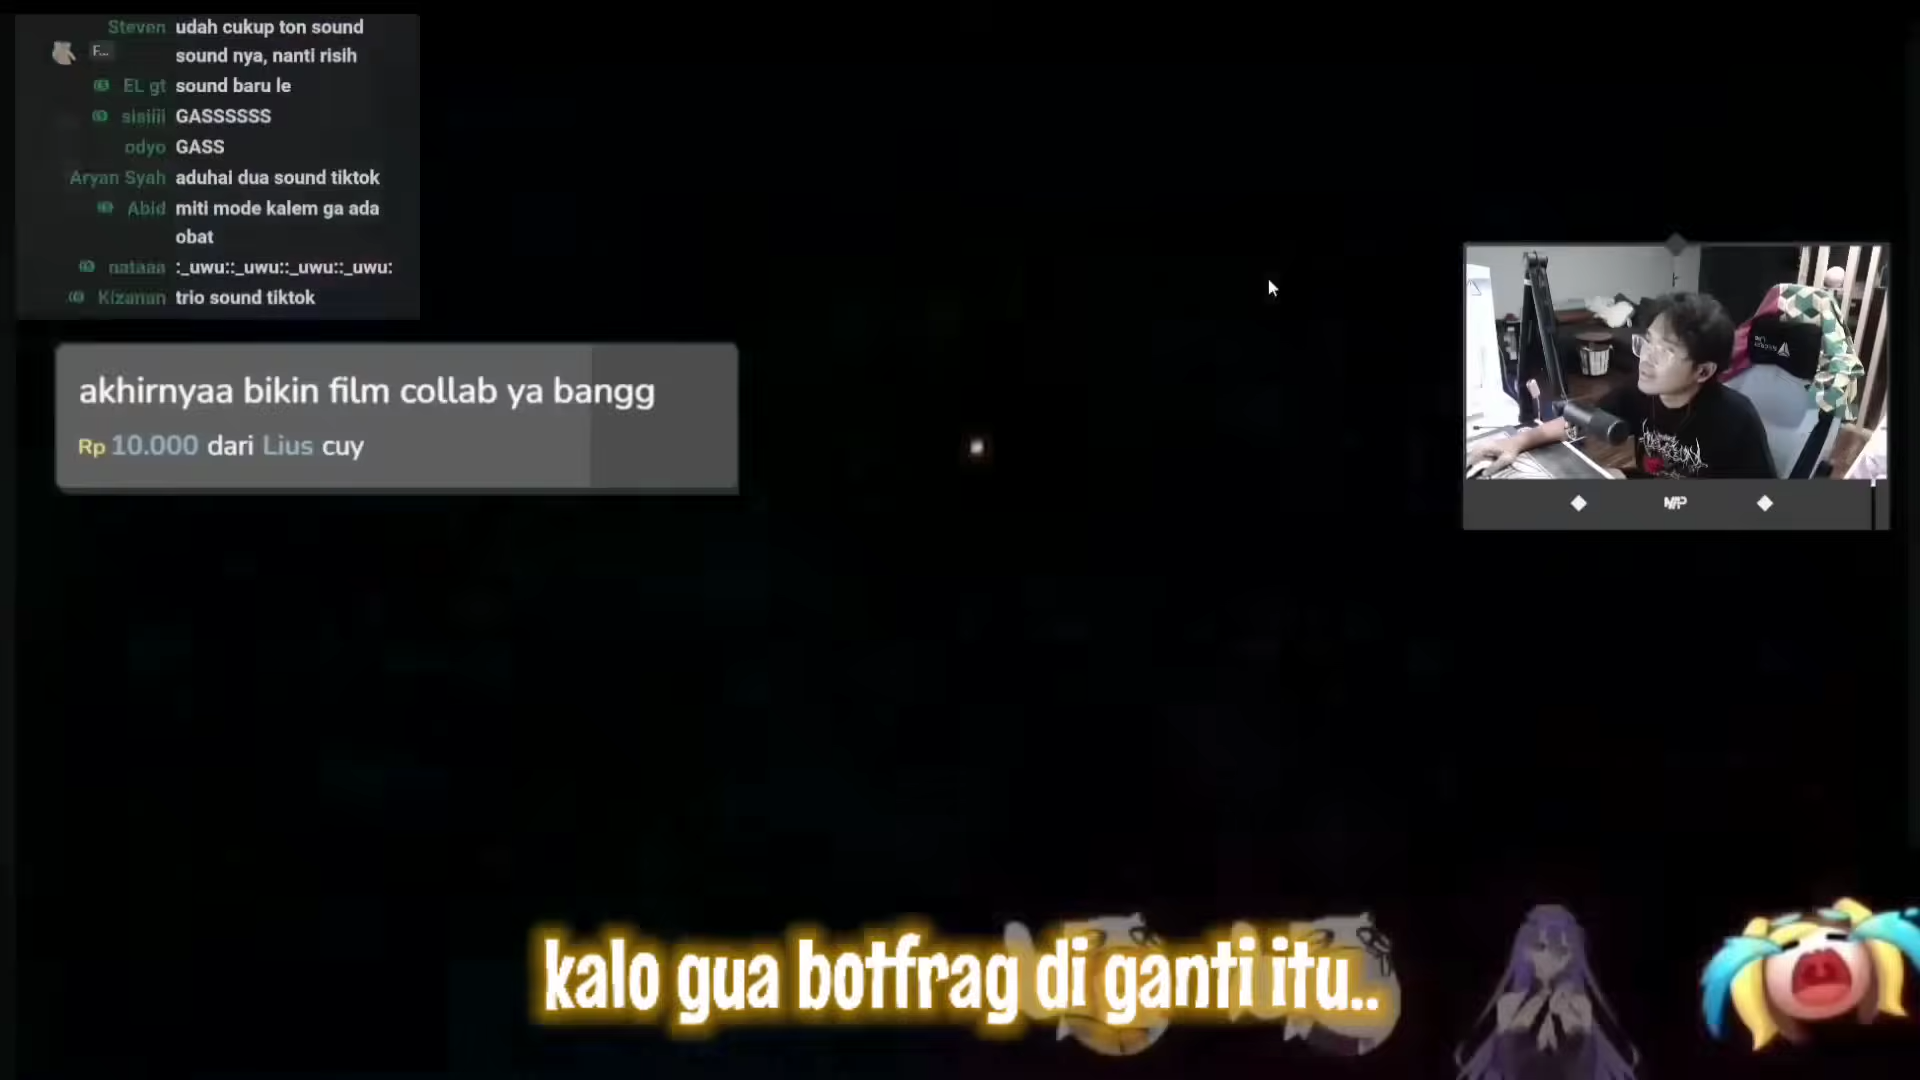 Steven udah cukup ton sound
sound nya, nanti risih
F...
EL gt sound baru le
sisiiii GASSSSSS
odyo GASS
Aryan Syah aduhai dua sound tiktok
Abid miti mode kalem ga ada
obat
nataaa :_uwu::_uwu::_uwu::_uwu:
Kizanan trio sound tiktok
akhirnyaa bikin film collab ya bangg
Rp 10.000 dari Lius cuy
kalo gua botfrag di ganti itu..